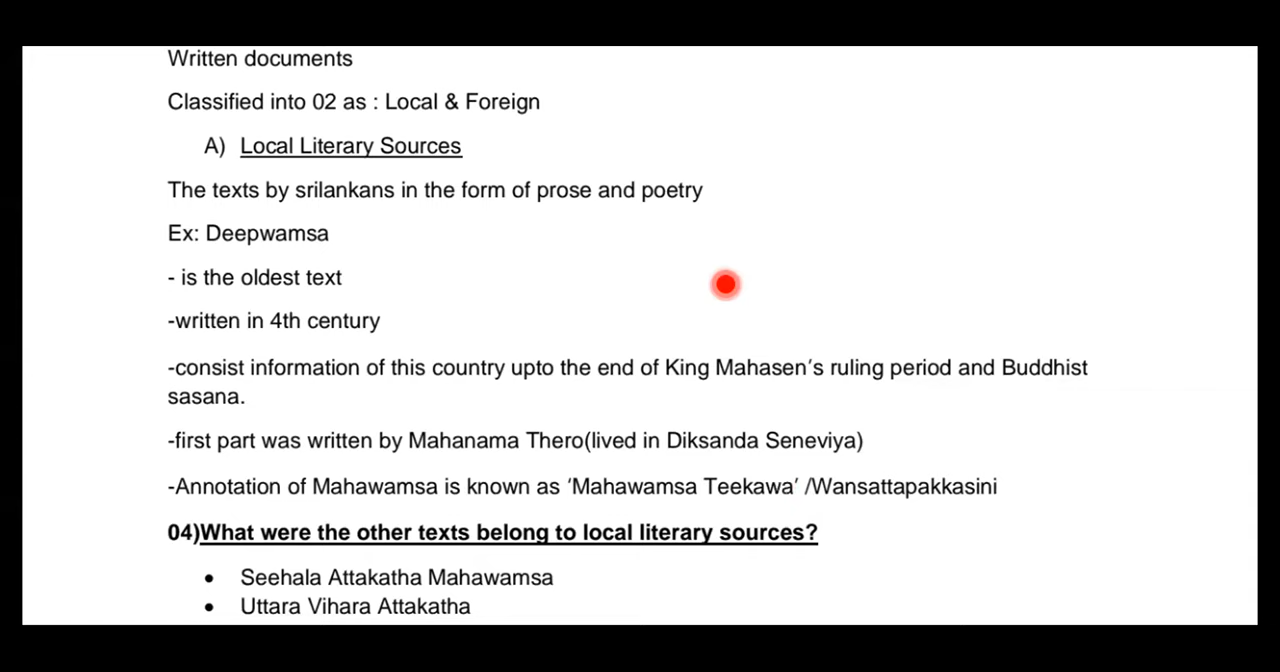 Written documents
Classified into 02 as : Local & Foreign
A) Local Literary Sources
The texts by srilankans in the form of prose and poetry
Ex: Deepwamsa
- is the oldest text
-written in 4th century
-consist information of this country upto the end of King Mahasen’s ruling period and Buddhist
sasana.
-first part was written by Mahanama Thero(lived in Diksanda Seneviya)
-Annotation of Mahawamsa is known as ‘Mahawamsa Teekawa’ /Wansattapakkasini
04)What were the other texts belong to local literary sources?
• Seehala Attakatha Mahawamsa
• Uttara Vihara Attakatha